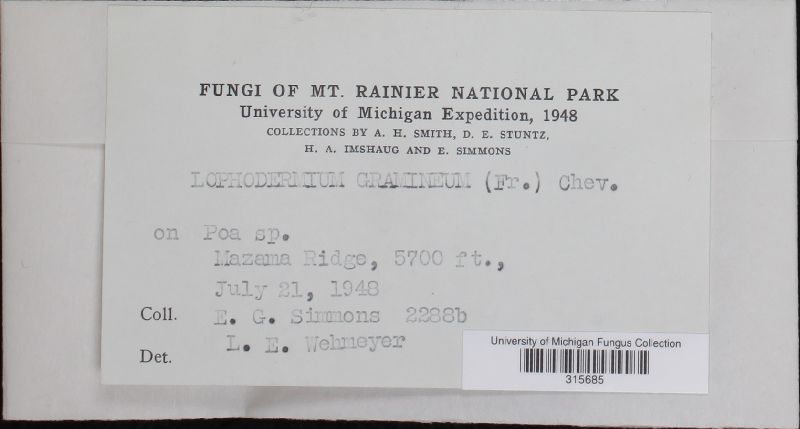 FUNGI OF MT. RAINIER NATIONAL PARK
University of Michigan Expedition, 1948
COLLECTIONS BY A. H. SMITH, D. E. STUNTZ,
H. A. IMSHAUG AND E. SIMMONS
LOPHODERMIUM GRAMINEUM (Fr.) Chev.
on Poa sp.
Mazama Ridge, 5700 ft.,
July 21, 1948
Coll. E. G. Simmons 2288b
Det. L. E. Wehmeyer
University of Michigan Fungus Collection
315685